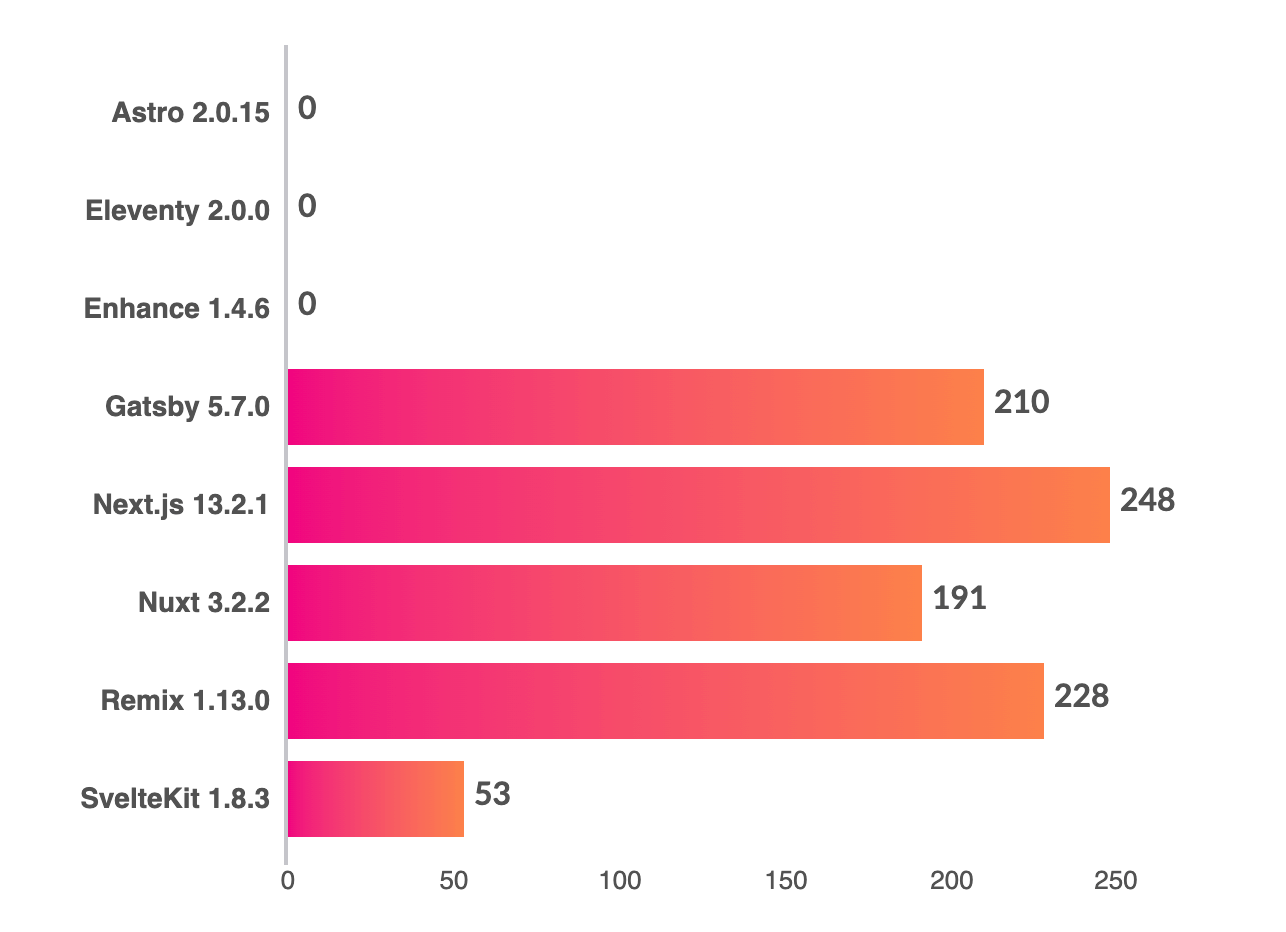 Astro 2.0.15 0
Eleventy 2.0.0 0
Enhance 1.4.6 0
Gatsby 5.7.0 210
Next.js 13.2.1 248
Nuxt 3.2.2 191
Remix 1.13.0 228
SvelteKit 1.8.3 53
0 50 100 150 200 250